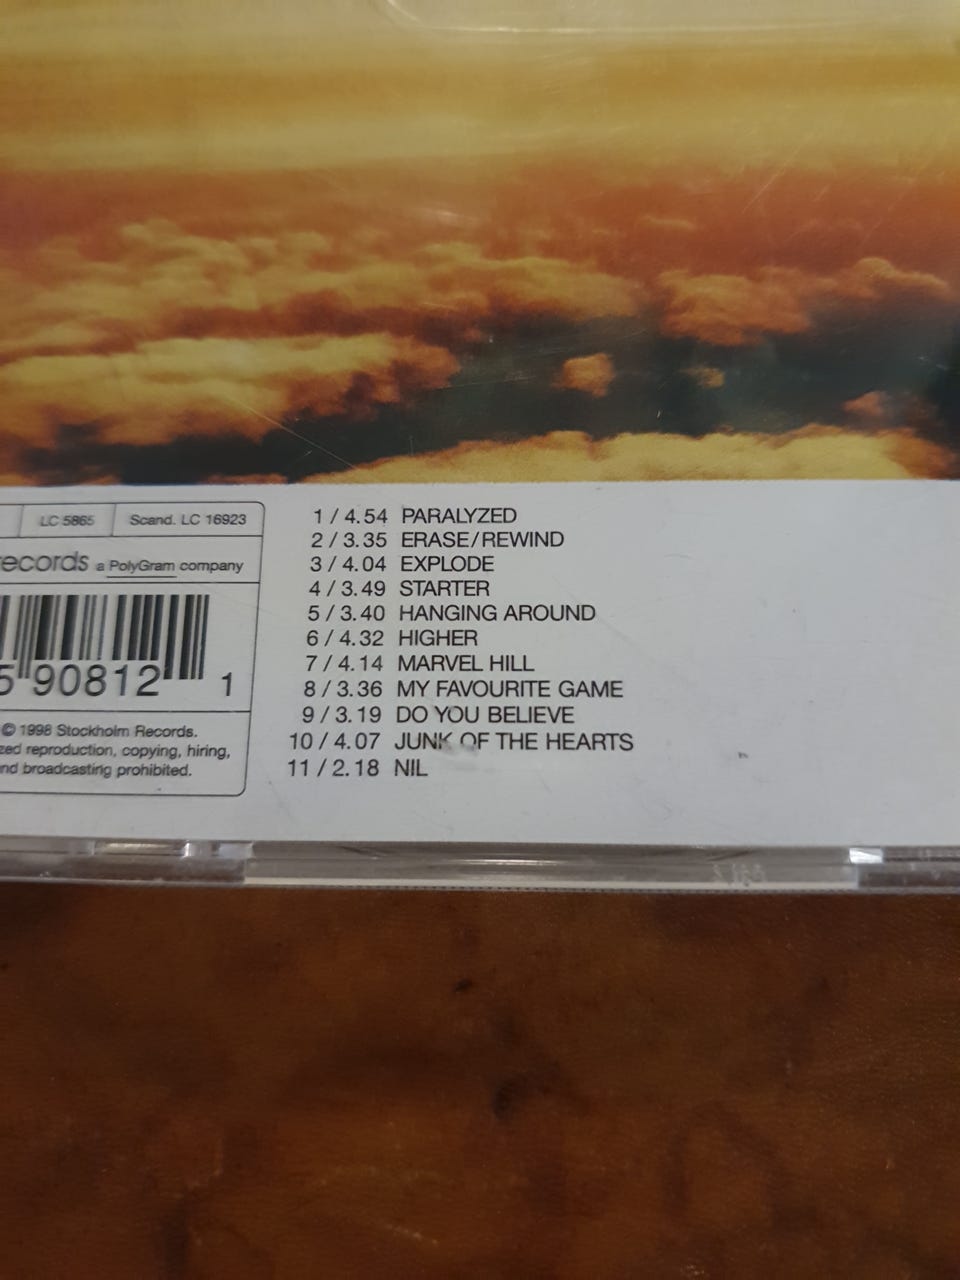 LC 5865 Scand. LC 16923
ecords a PolyGram company
5 90812 1
© 1998 Stockholm Records.
zed reproduction, copying, hiring,
nd broadcasting prohibited.
1 / 4.54 PARALYZED
2 / 3.35 ERASE/REWIND
3 / 4.04 EXPLODE
4 / 3.49 STARTER
5 / 3.40 HANGING AROUND
6 / 4.32 HIGHER
7 / 4.14 MARVEL HILL
8 / 3.36 MY FAVOURITE GAME
9 / 3.19 DO YOU BELIEVE
10 / 4.07 JUNK OF THE HEARTS
11 / 2.18 NIL